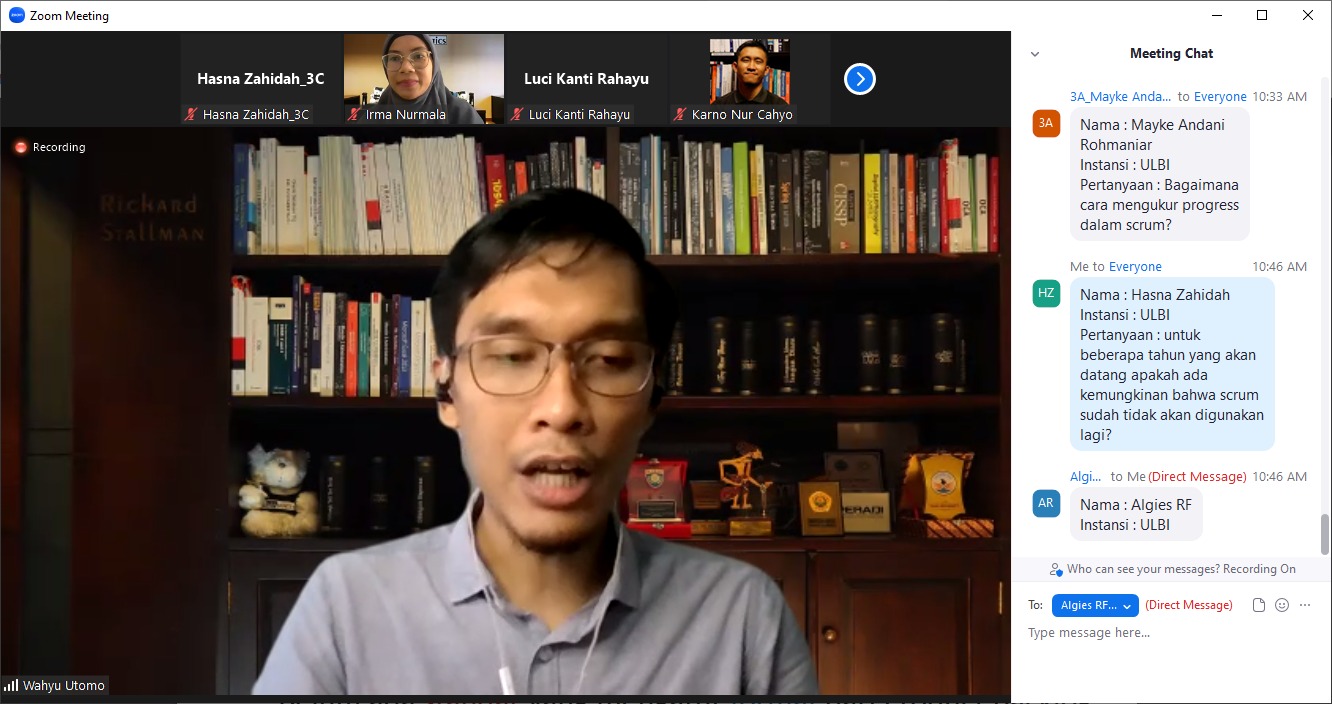 Zoom Meeting
Hasna Zahidah_3C
Luci Kanti Rahayu
Hasna Zahidah_3C
Irma Nurmala
Luci Kanti Rahayu
Karno Nur Cahyo
Recording
Richard
Stallman
CISSP
PERADI
Wahyu Utomo
Meeting Chat
3A_Mayke Anda... to Everyone 10:33 AM
3A
Nama : Mayke Andani
Rohmaniar
Instansi : ULBI
Pertanyaan : Bagaimana
cara mengukur progress
dalam scrum?
Me to Everyone 10:46 AM
HZ
Nama : Hasna Zahidah
Instansi : ULBI
Pertanyaan : untuk
beberapa tahun yang akan
datang apakah ada
kemungkinan bahwa scrum
sudah tidak akan digunakan
lagi?
Algi... to Me (Direct Message) 10:46 AM
AR
Nama : Algies RF
Instansi : ULBI
Who can see your messages? Recording On
To: Algies RF... (Direct Message)
Type message here...